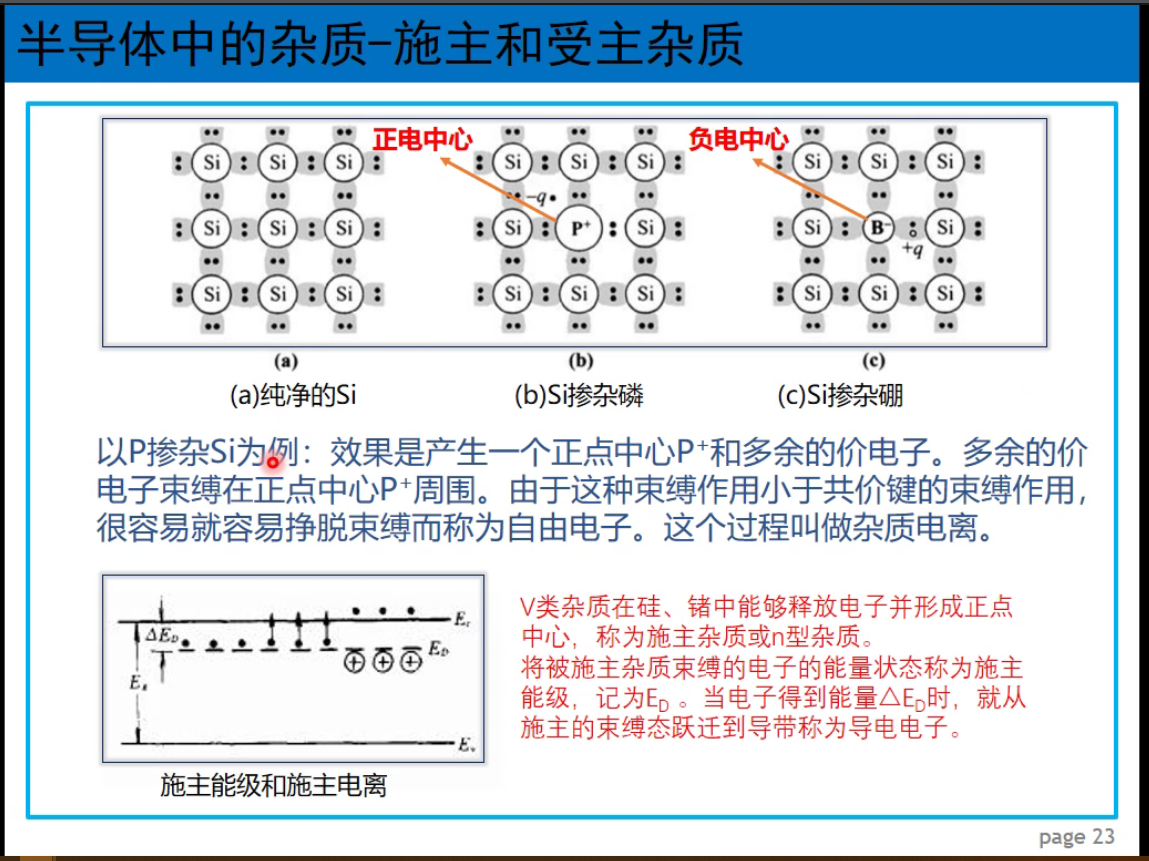 半导体中的杂质-施主和受主杂质
正电中心
负电中心
Si Si Si Si Si Si Si Si Si
-q
Si Si Si Si P+ Si Si B- Si
+q
Si Si Si Si Si Si Si Si Si
(a) (b) (c)
(a)纯净的Si (b)Si掺杂磷 (c)Si掺杂硼
以P掺杂Si为例：效果是产生一个正点中心P+和多余的价电子。多余的价
电子束缚在正点中心P+周围。由于这种束缚作用小于共价键的束缚作用，
很容易就容易挣脱束缚而称为自由电子。这个过程叫做杂质电离。
ΔED
ED
Eg
Ev
施主能级和施主电离
V类杂质在硅、锗中能够释放电子并形成正点
中心，称为施主杂质或n型杂质。
将被施主杂质束缚的电子的能量状态称为施主
能级，记为ED 。当电子得到能量△ED时，就从
施主的束缚态跃迁到导带称为导电电子。
page 23